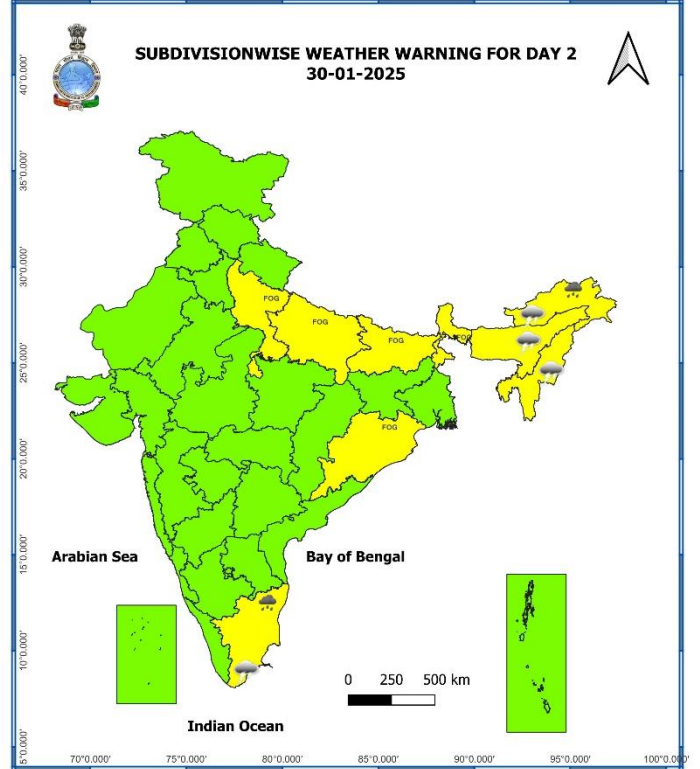 SUBDIVISIONWISE WEATHER WARNING FOR DAY 2
30-01-2025
40°0.000'
35°0.000'
30°0.000'
25°0.000'
20°0.000'
15°0.000'
10°0.000'
5°0.000'
FOG
FOG
FOG
FOG
FOG
Arabian Sea
Bay of Bengal
0 250 500 km
Indian Ocean
70°0.000' 75°0.000' 80°0.000' 85°0.000' 90°0.000' 95°0.000' 100°0.000'